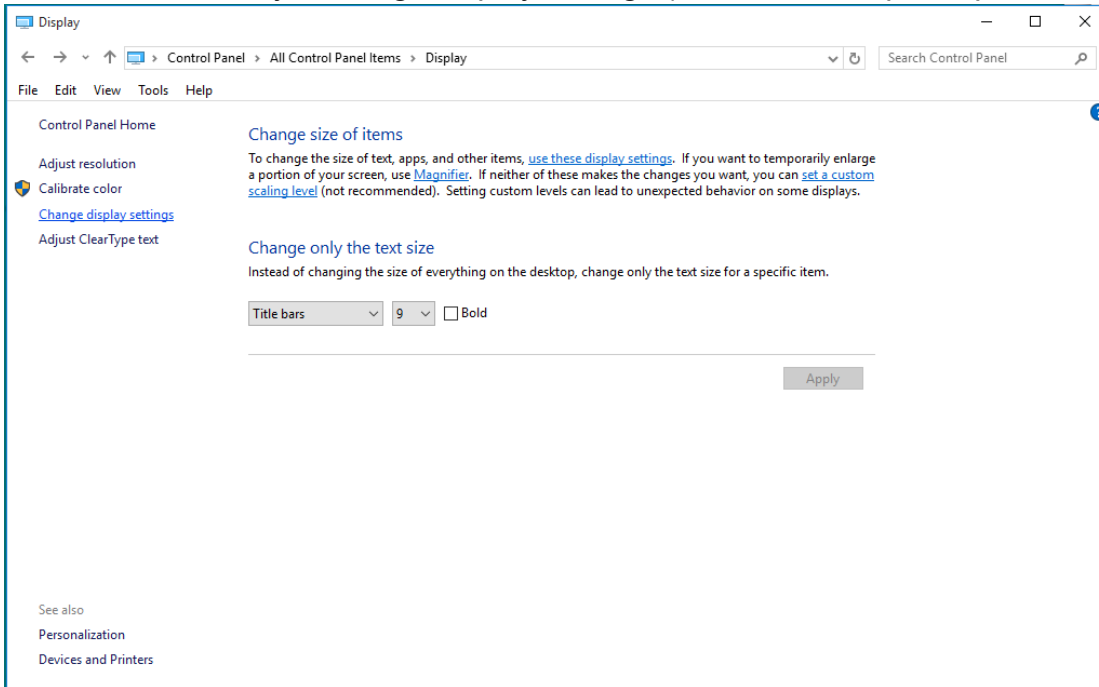 Display
Control Panel > All Control Panel Items > Display
Search Control Panel
File Edit View Tools Help
Control Panel Home
Adjust resolution
Calibrate color
Change display settings
Adjust ClearType text
Change size of items
To change the size of text, apps, and other items, use these display settings. If you want to temporarily enlarge
a portion of your screen, use Magnifier. If neither of these makes the changes you want, you can set a custom
scaling level (not recommended). Setting custom levels can lead to unexpected behavior on some displays.
Change only the text size
Instead of changing the size of everything on the desktop, change only the text size for a specific item.
Title bars 9 Bold
Apply
See also
Personalization
Devices and Printers